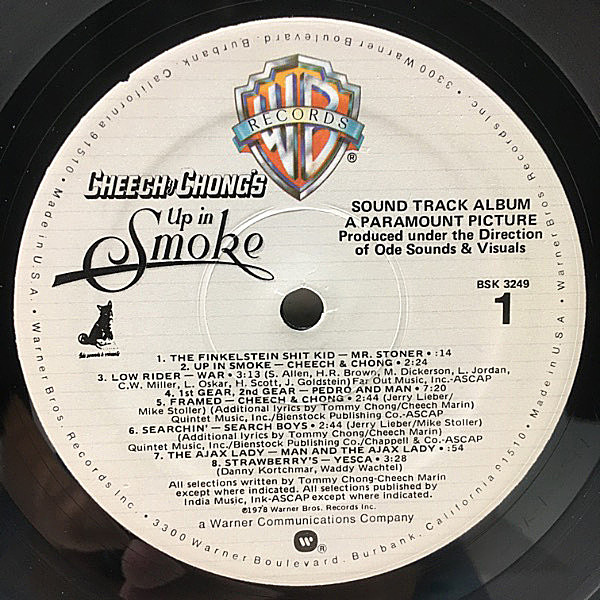 3300 Warner Boulevard, Burbank, California 91510 • Made in U.S.A. • Warner Bros. Records Inc. • 3300 Warner Boulevard, Burbank, California 91510 • Made in U.S.A. • Warner Bros. Records Inc. •
WB
RECORDS
®
CHEECH & CHONG'S
Up in
Smoke
SOUND TRACK ALBUM
A PARAMOUNT PICTURE
Produced under the Direction
of Ode Sounds & Visuals
BSK 3249
1
1. THE FINKELSTEIN SHIT KID — MR. STONER • :14
2. UP IN SMOKE — CHEECH & CHONG • 2:24
3. LOW RIDER — WAR • 3:13 (S. Allen, H.R. Brown, M. Dickerson, L. Jordan,
C.W. Miller, L. Oskar, H. Scott, J. Goldstein) Far Out Music, Inc.-ASCAP
4. 1st GEAR, 2nd GEAR — PEDRO AND MAN • 7:20
5. FRAMED — CHEECH & CHONG • 2:44 (Jerry Lieber/
Mike Stoller) (Additional lyrics by Tommy Chong/Cheech Marin)
Quintet Music, Inc./Bienstock Publishing Co.-ASCAP
6. SEARCHIN' — SEARCH BOYS • 2:44 (Jerry Lieber/Mike Stoller)
(Additional lyrics by Tommy Chong/Cheech Marin)
Quintet Music, Inc./Bienstock Publishing Co./Chappell & Co.-ASCAP
7. THE AJAX LADY — MAN AND THE AJAX LADY • :54
8. STRAWBERRY'S — YESCA • 3:28
(Danny Kortchmar, Waddy Wachtel)
All selections written by Tommy Chong-Cheech Marin
except where indicated. All selections published by
India Music, Ink-ASCAP except where indicated.
©1978 Warner Bros. Records Inc.
a Warner Communications Company
®